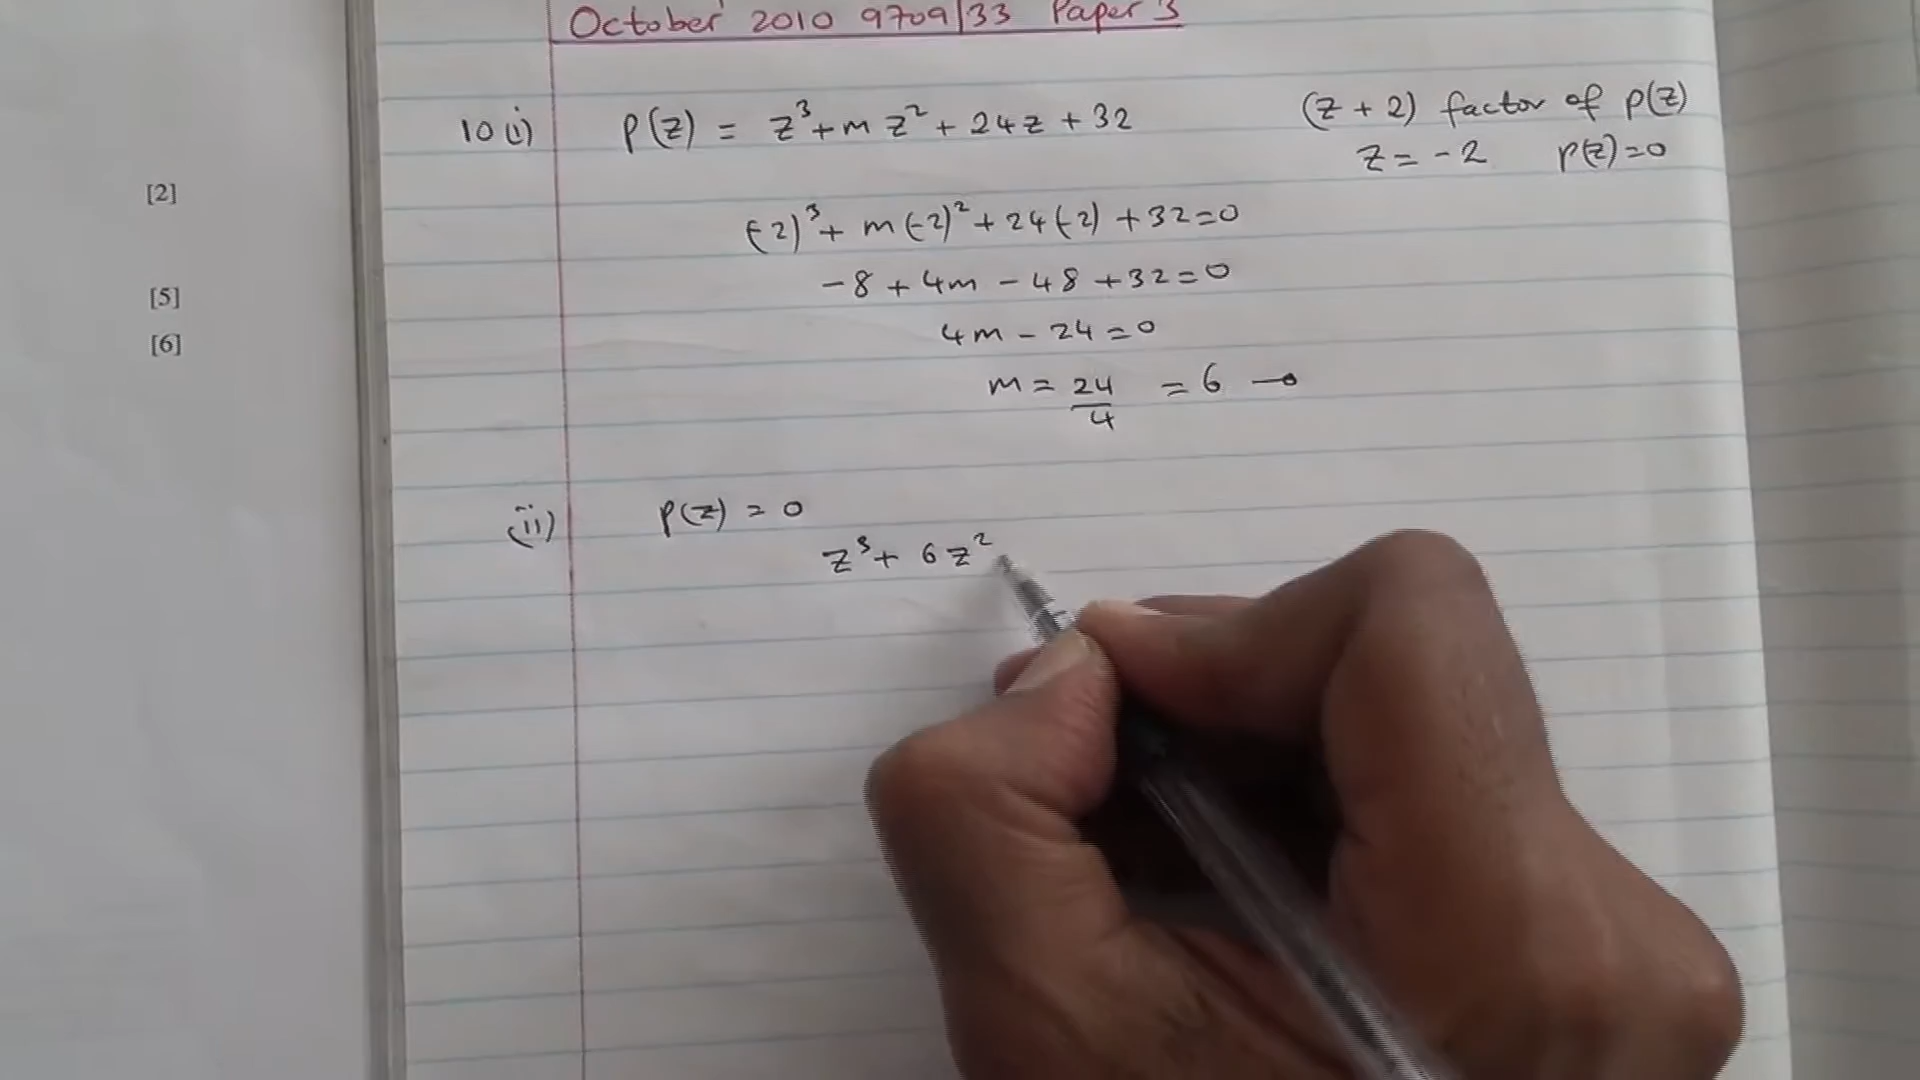 October 2010 9709/33 Paper 3
10 (i) P(z) = z³ + m z² + 24z + 32
(z + 2) factor of p(z)
z = -2 p(z) = 0
[2]
(-2)³ + m(-2)² + 24(-2) + 32 = 0
-8 + 4m - 48 + 32 = 0
[5]
4m - 24 = 0
[6]
m = 24/4 = 6
(ii) p(z) = 0
z³ + 6z²